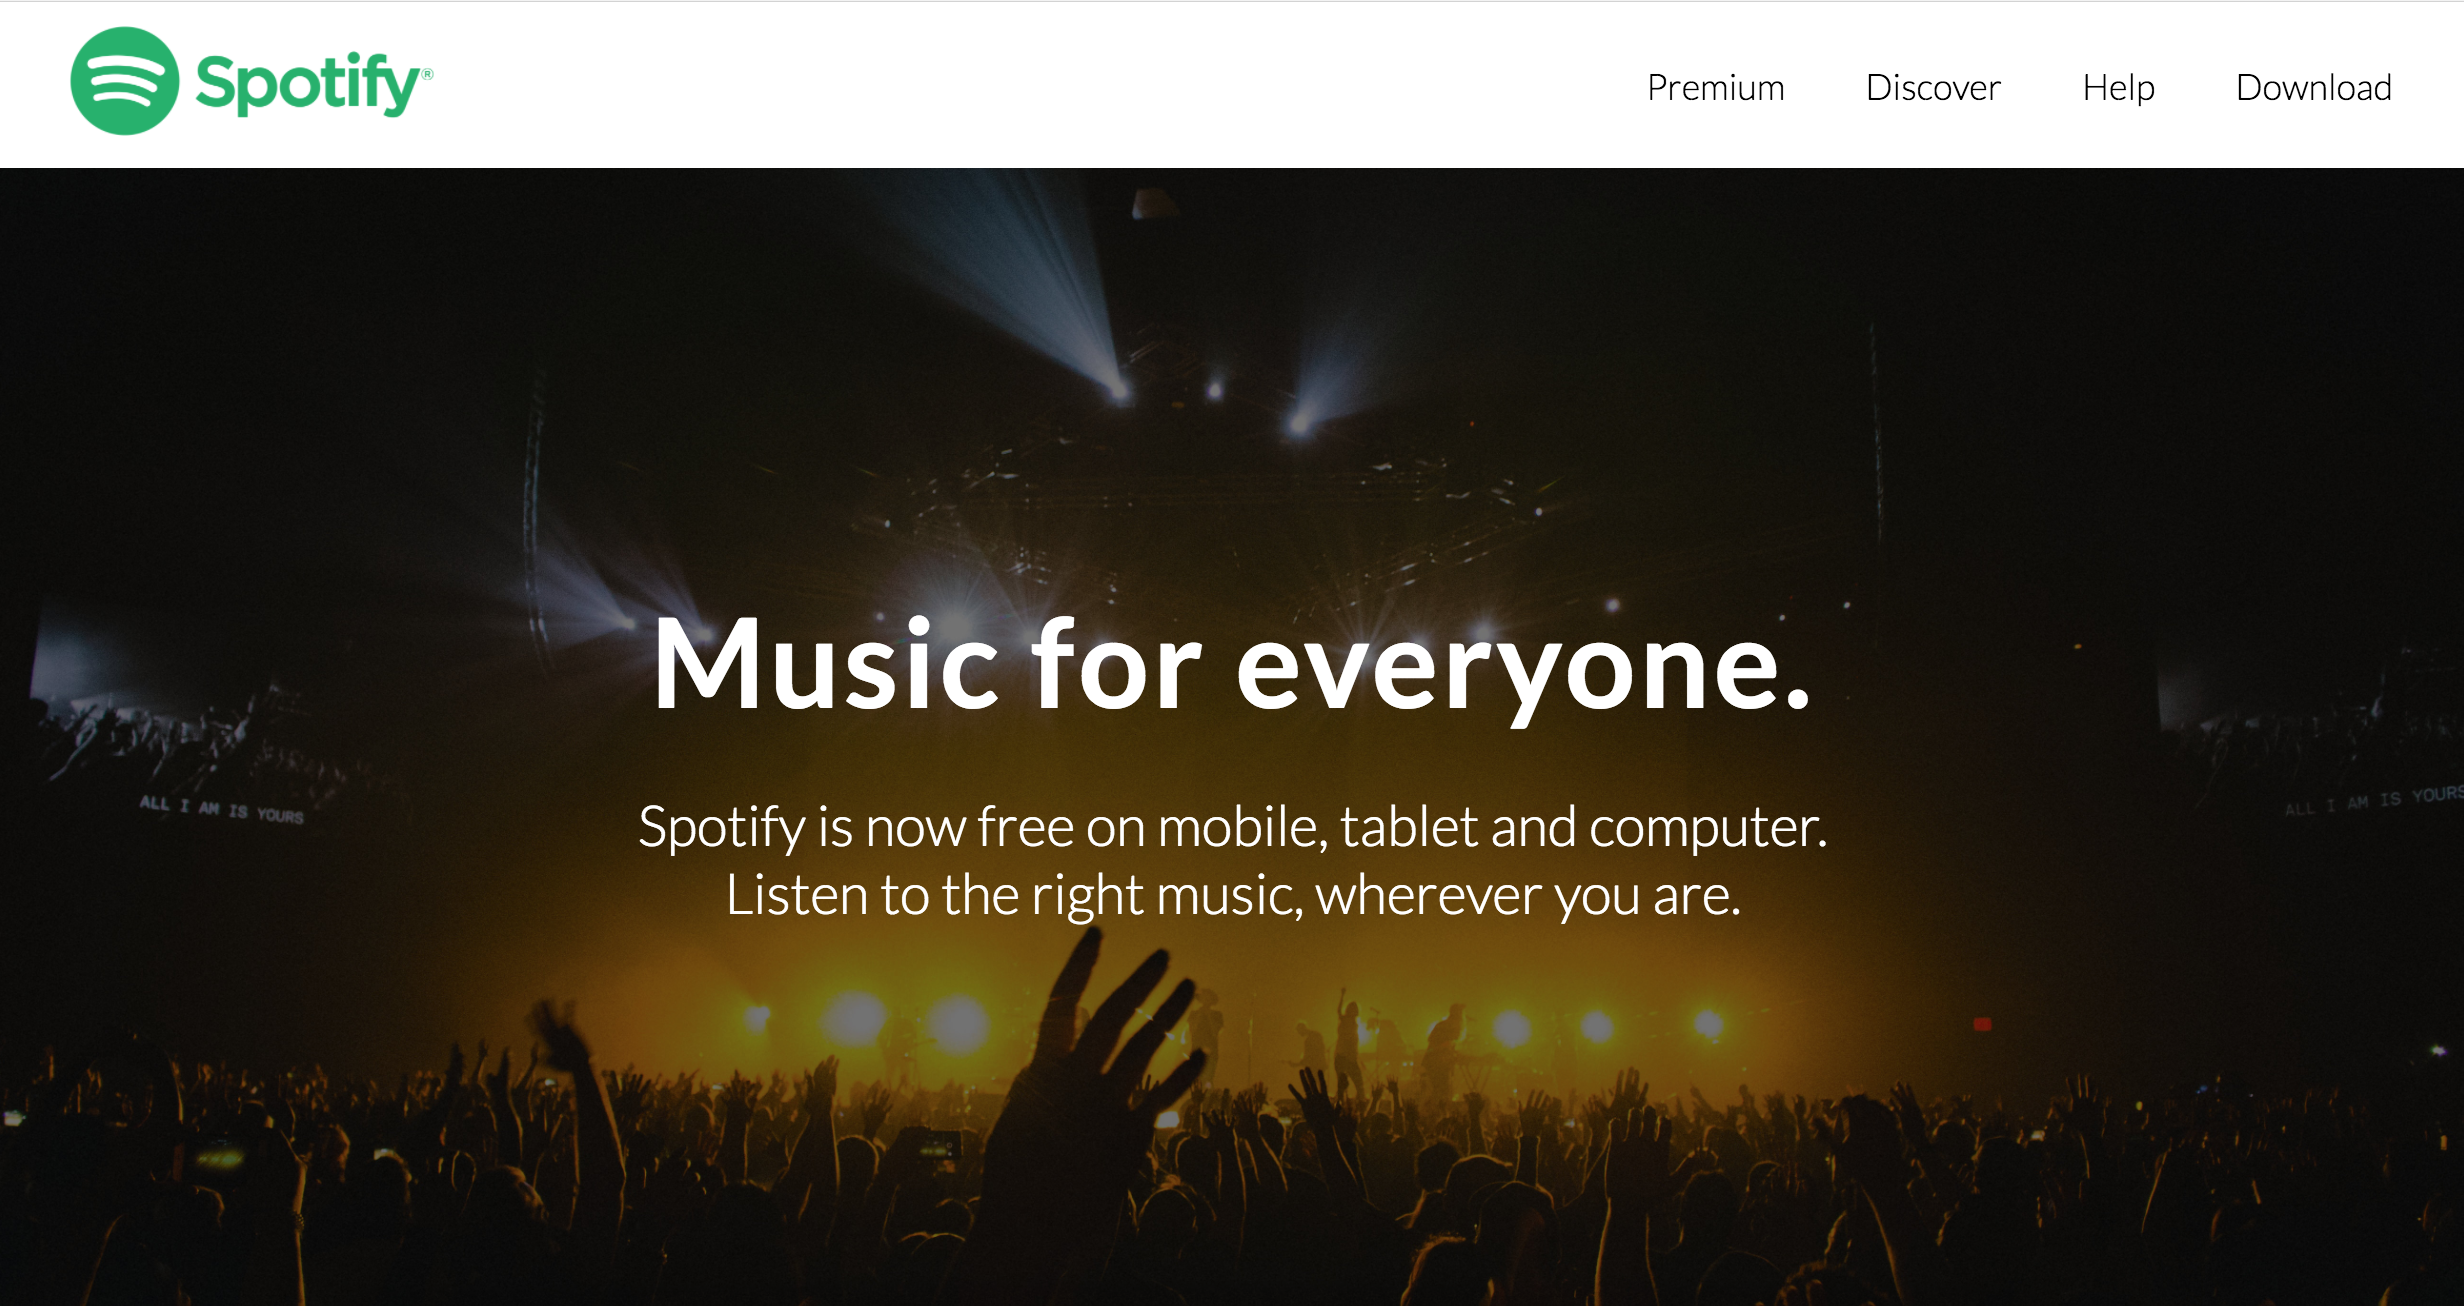 Spotify®
Premium
Discover
Help
Download
Music for everyone.
Spotify is now free on mobile, tablet and computer.
Listen to the right music, wherever you are.
ALL I AM IS YOURS
ALL I AM IS YOURS